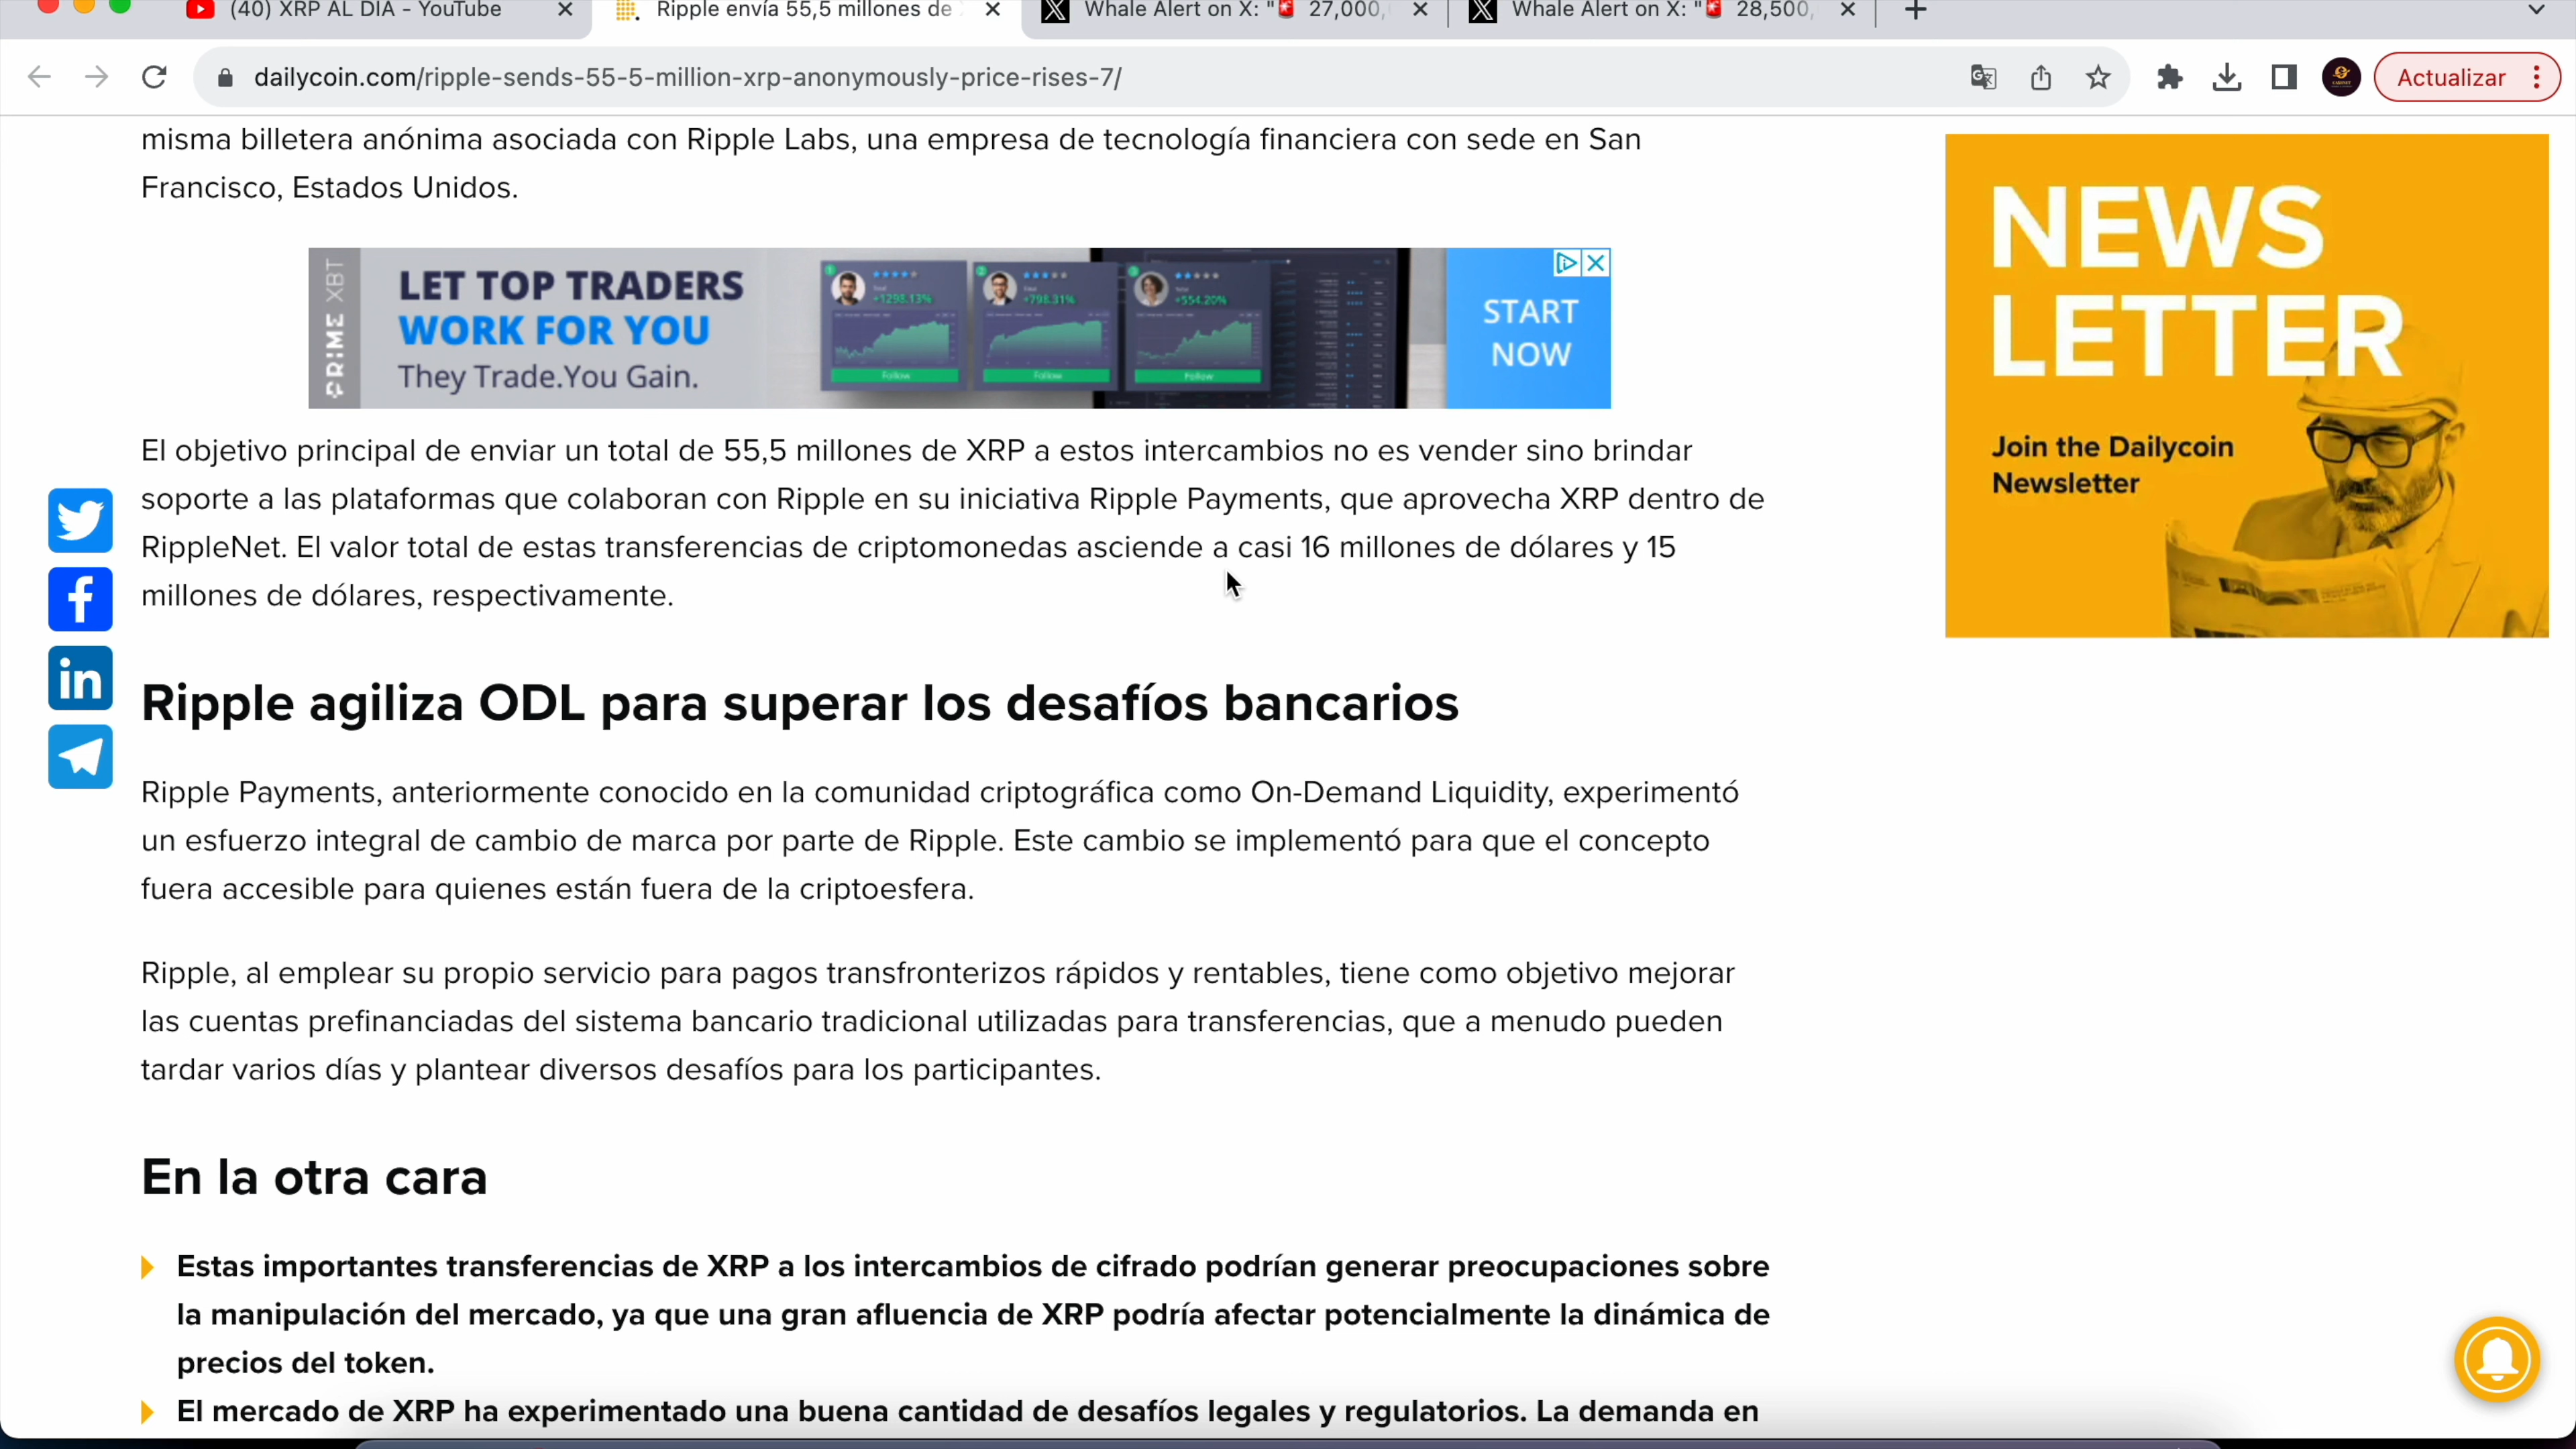 (40) XRP AL DIA - YouTube
Ripple envía 55,5 millones de
Whale Alert on X: "🚨 27,000,
Whale Alert on X: "🚨 28,500,
dailycoin.com/ripple-sends-55-5-million-xrp-anonymously-price-rises-7/
Actualizar
misma billetera anónima asociada con Ripple Labs, una empresa de tecnología financiera con sede en San
Francisco, Estados Unidos.
PRIME XBT
LET TOP TRADERS
WORK FOR YOU
They Trade.You Gain.
+1298.13%
+798.31%
+554.20%
Follow
Follow
Follow
START
NOW
NEWS
LETTER
Join the Dailycoin
Newsletter
El objetivo principal de enviar un total de 55,5 millones de XRP a estos intercambios no es vender sino brindar
soporte a las plataformas que colaboran con Ripple en su iniciativa Ripple Payments, que aprovecha XRP dentro de
RippleNet. El valor total de estas transferencias de criptomonedas asciende a casi 16 millones de dólares y 15
millones de dólares, respectivamente.
Ripple agiliza ODL para superar los desafíos bancarios
Ripple Payments, anteriormente conocido en la comunidad criptográfica como On-Demand Liquidity, experimentó
un esfuerzo integral de cambio de marca por parte de Ripple. Este cambio se implementó para que el concepto
fuera accesible para quienes están fuera de la criptoesfera.
Ripple, al emplear su propio servicio para pagos transfronterizos rápidos y rentables, tiene como objetivo mejorar
las cuentas prefinanciadas del sistema bancario tradicional utilizadas para transferencias, que a menudo pueden
tardar varios días y plantear diversos desafíos para los participantes.
En la otra cara
Estas importantes transferencias de XRP a los intercambios de cifrado podrían generar preocupaciones sobre
la manipulación del mercado, ya que una gran afluencia de XRP podría afectar potencialmente la dinámica de
precios del token.
El mercado de XRP ha experimentado una buena cantidad de desafíos legales y regulatorios. La demanda en